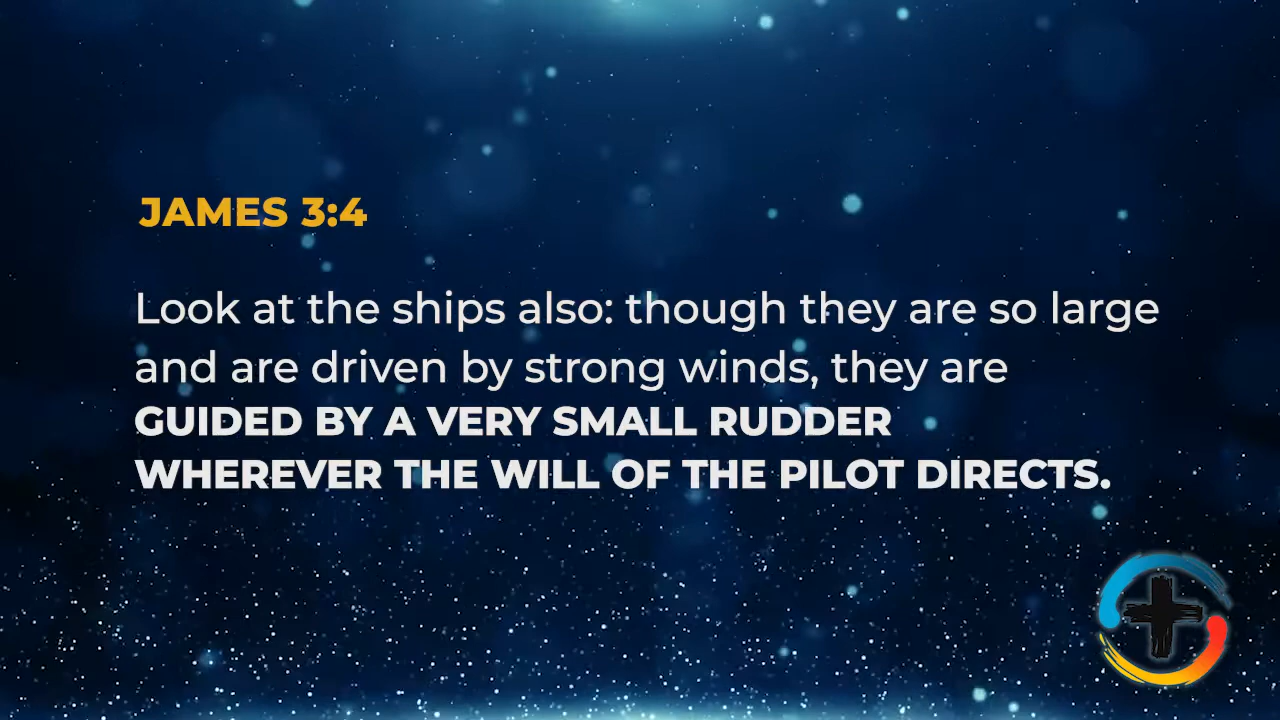 JAMES 3:4
Look at the ships also: though they are so large
and are driven by strong winds, they are
GUIDED BY A VERY SMALL RUDDER
WHEREVER THE WILL OF THE PILOT DIRECTS.